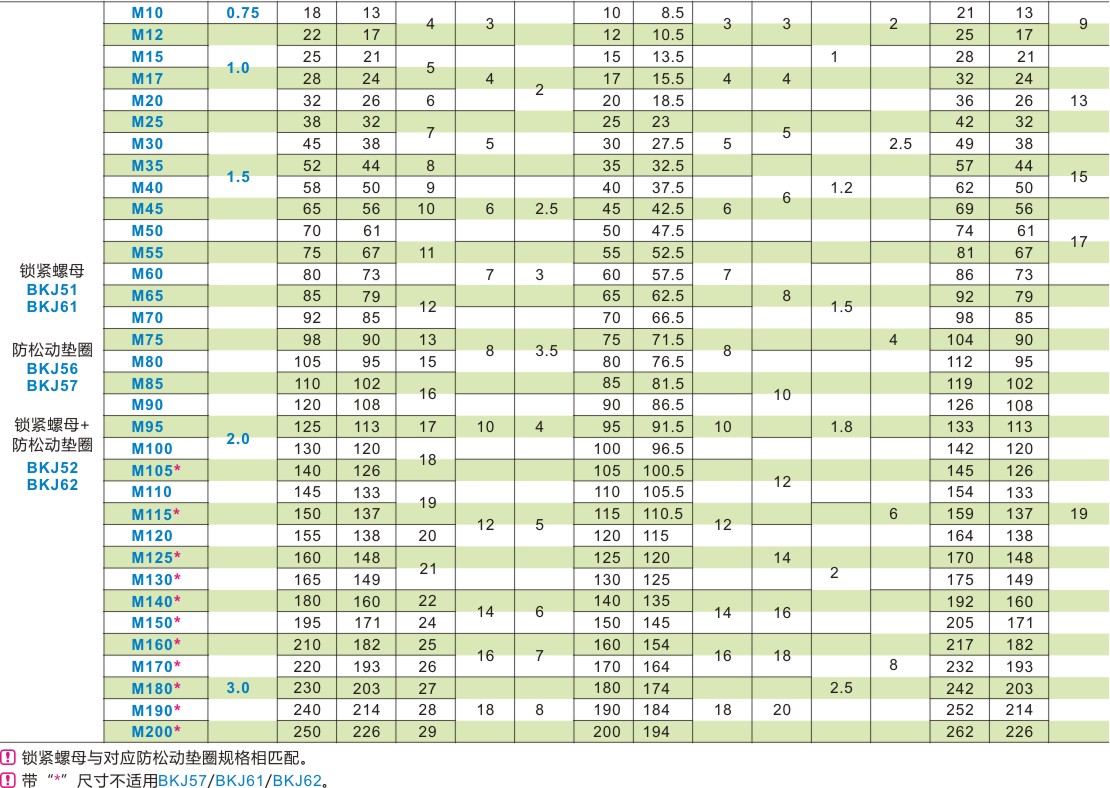 M10 0.75 18 13 4 3 10 8.5 3 3 2 21 13 9
M12 22 17 12 10.5 25 17
M15 1.0 25 21 5 15 13.5 1 28 21
M17 28 24 4 2 17 15.5 4 4 32 24
M20 32 26 6 20 18.5 36 26 13
M25 38 32 7 25 23 5 42 32
M30 45 38 5 30 27.5 5 2.5 49 38
M35 1.5 52 44 8 35 32.5 57 44 15
M40 58 50 9 40 37.5 6 1.2 62 50
M45 65 56 10 6 2.5 45 42.5 6 69 56
M50 70 61 50 47.5 74 61 17
M55 75 67 11 55 52.5 81 67
M60 80 73 7 3 60 57.5 7 86 73
M65 85 79 12 65 62.5 8 1.5 92 79
M70 92 85 70 66.5 98 85
M75 98 90 13 8 3.5 75 71.5 8 4 104 90
M80 105 95 15 80 76.5 112 95
M85 110 102 16 85 81.5 10 119 102
M90 120 108 90 86.5 126 108
M95 2.0 125 113 17 10 4 95 91.5 10 1.8 133 113
M100 130 120 18 100 96.5 142 120
M105* 140 126 105 100.5 12 145 126
M110 145 133 19 110 105.5 154 133
M115* 150 137 12 5 115 110.5 12 6 159 137 19
M120 155 138 20 120 115 164 138
M125* 160 148 21 125 120 14 2 170 148
M130* 165 149 130 125 175 149
M140* 180 160 22 14 6 140 135 14 16 192 160
M150* 195 171 24 150 145 205 171
M160* 210 182 25 16 7 160 154 16 18 217 182
M170* 220 193 26 170 164 8 232 193
M180* 3.0 230 203 27 180 174 2.5 242 203
M190* 240 214 28 18 8 190 184 18 20 252 214
M200* 250 226 29 200 194 262 226
锁紧螺母
BKJ51
BKJ61
防松动垫圈
BKJ56
BKJ57
锁紧螺母+
防松动垫圈
BKJ52
BKJ62
锁紧螺母与对应防松动垫圈规格相匹配。
带“*”尺寸不适用BKJ57/BKJ61/BKJ62。